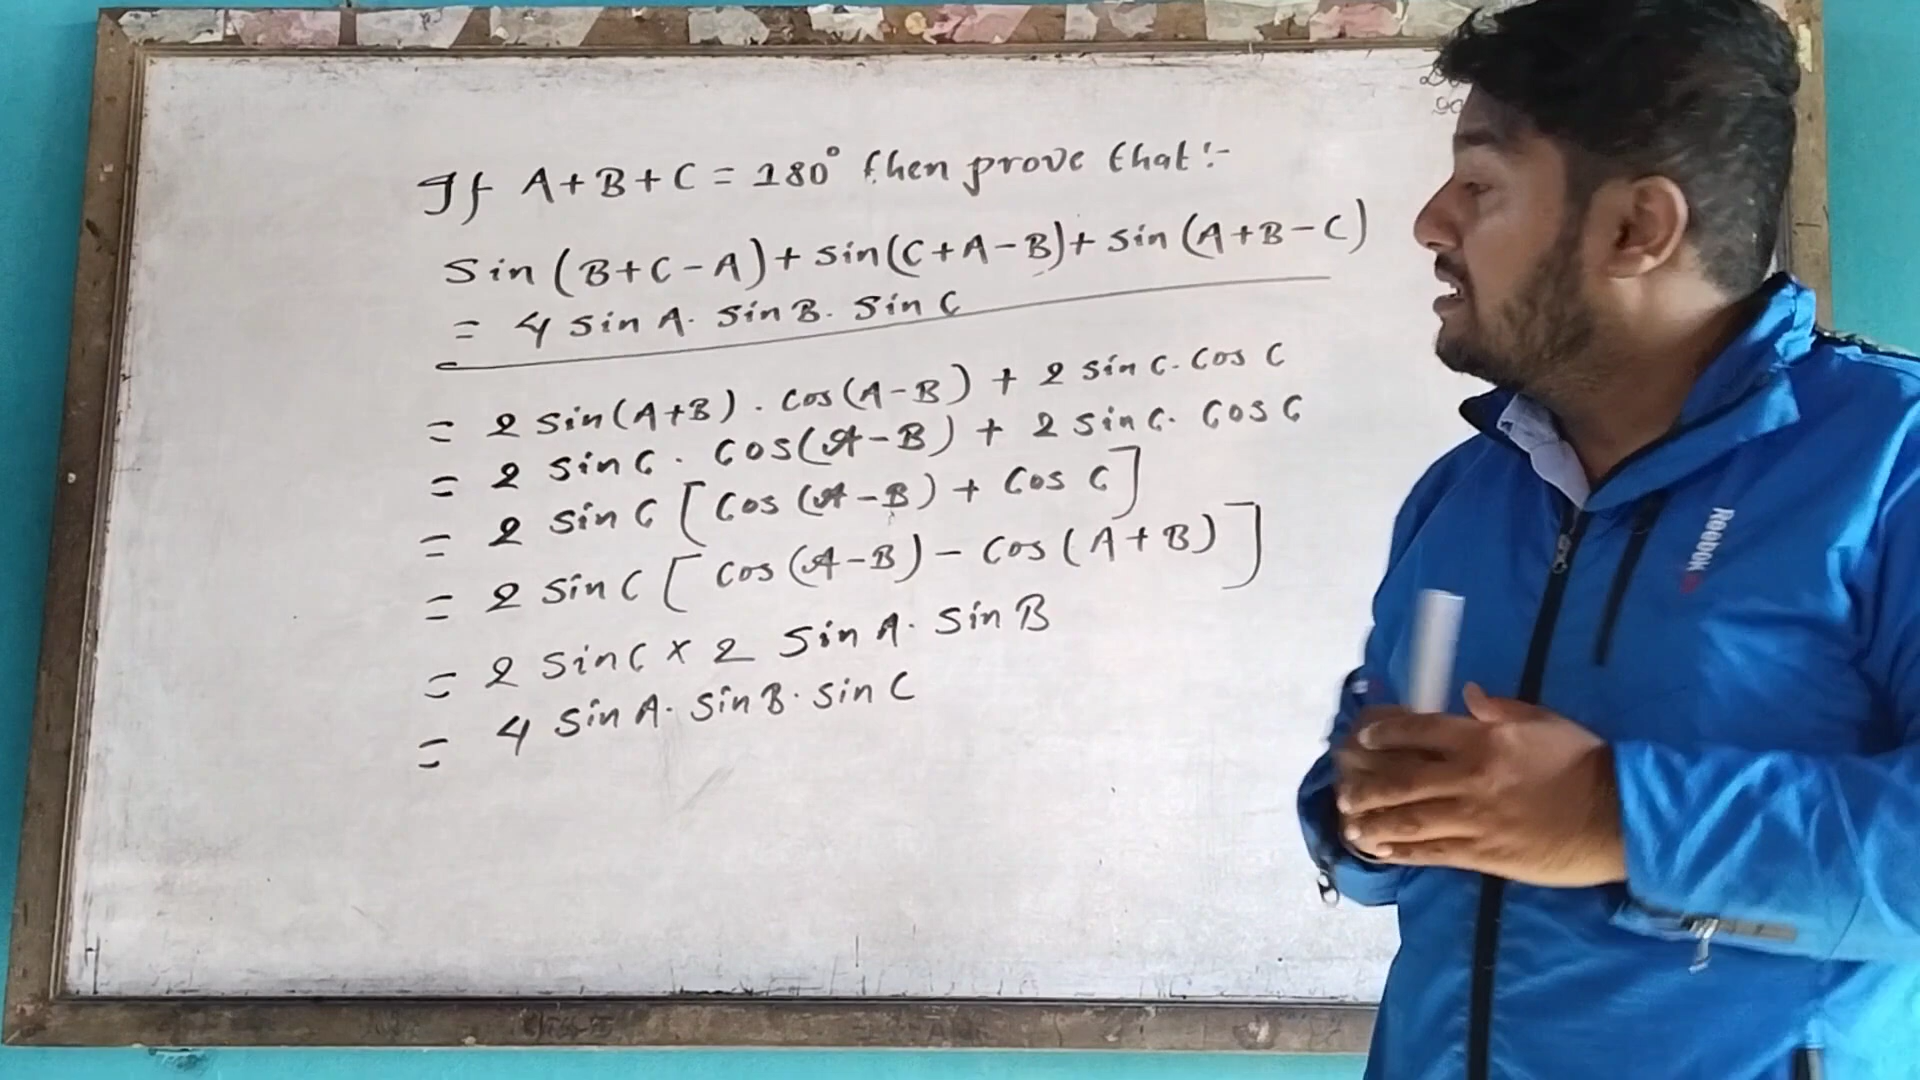 If A+B+C = 180° then prove that :-
Sin (B+C-A) + sin(C+A-B) + sin (A+B-C)
= 4 sin A. sin B. sin C
= 2 sin(A+B) . cos(A-B) + 2 sin C. cos C
= 2 sin C . cos(A-B) + 2 sin C. cos C
= 2 sin C [cos (A-B) + cos C]
= 2 sin C [cos (A-B) - cos (A+B)]
= 2 sin C x 2 sin A. sin B
= 4 sin A. sin B. sin C
Reebok